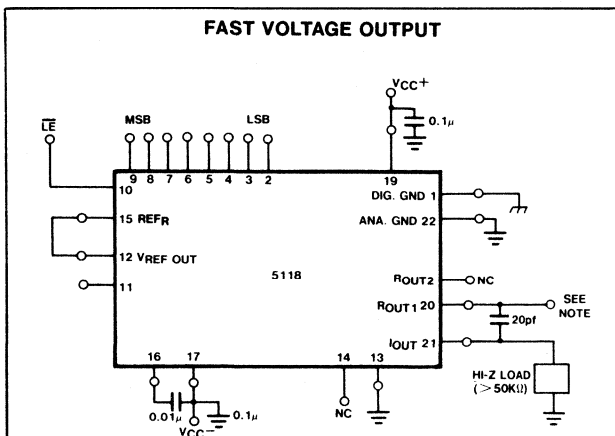 FAST VOLTAGE OUTPUT
VCC+
LE
MSB
LSB
0.1µ
9 8 7 6 5 4 3 2
19
10
DIG. GND 1
15 REFR
ANA. GND 22
12 VREF OUT
5118
11
ROUT2
NC
ROUT1 20
SEE
NOTE
20pf
IOUT 21
16 17
14 13
HI-Z LOAD
(>50KΩ)
0.01µ
0.1µ
NC
VCC–